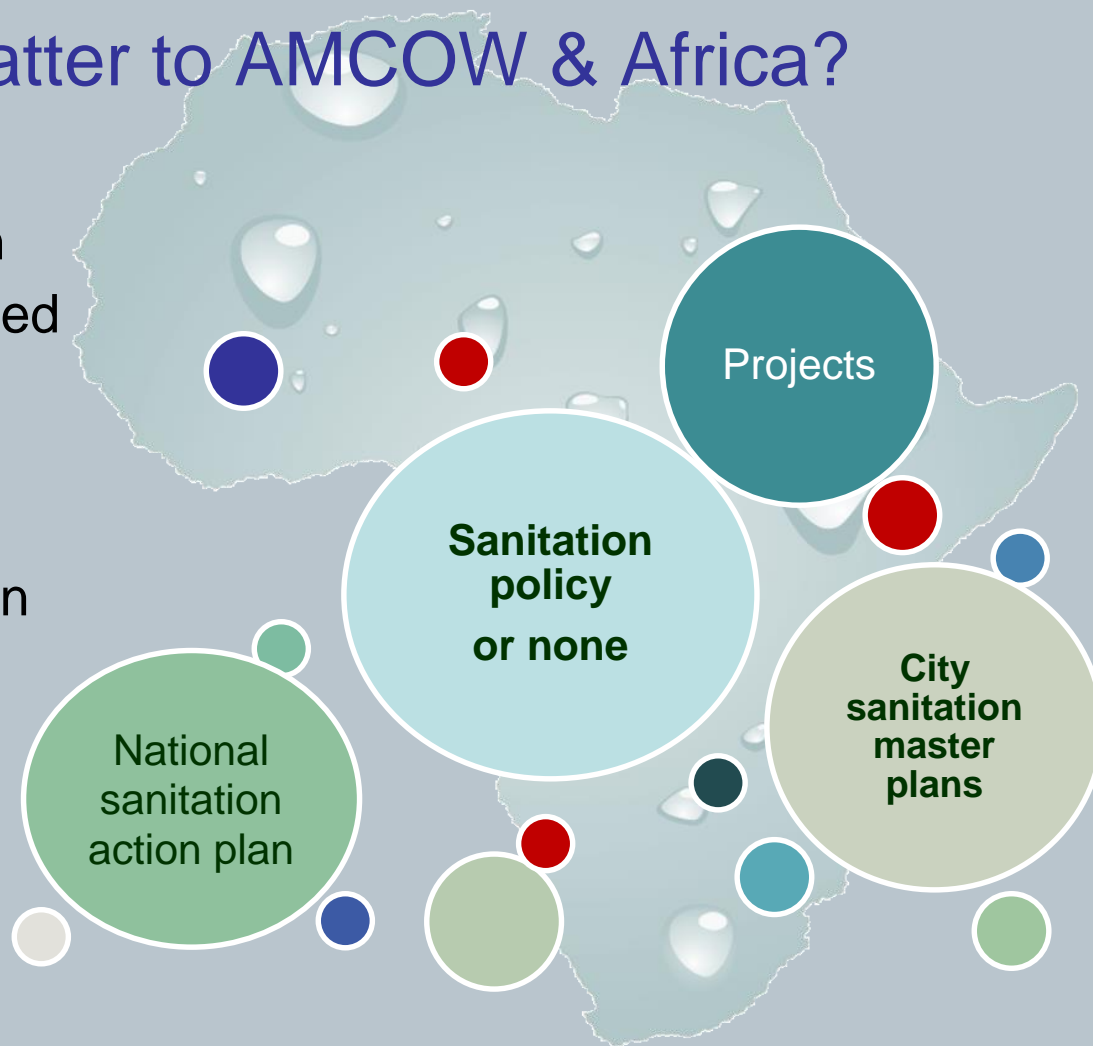 atter to AMCOW & Africa?
n
ed
n
Projects
Sanitation
policy
or none
City
sanitation
master
plans
National
sanitation
action plan